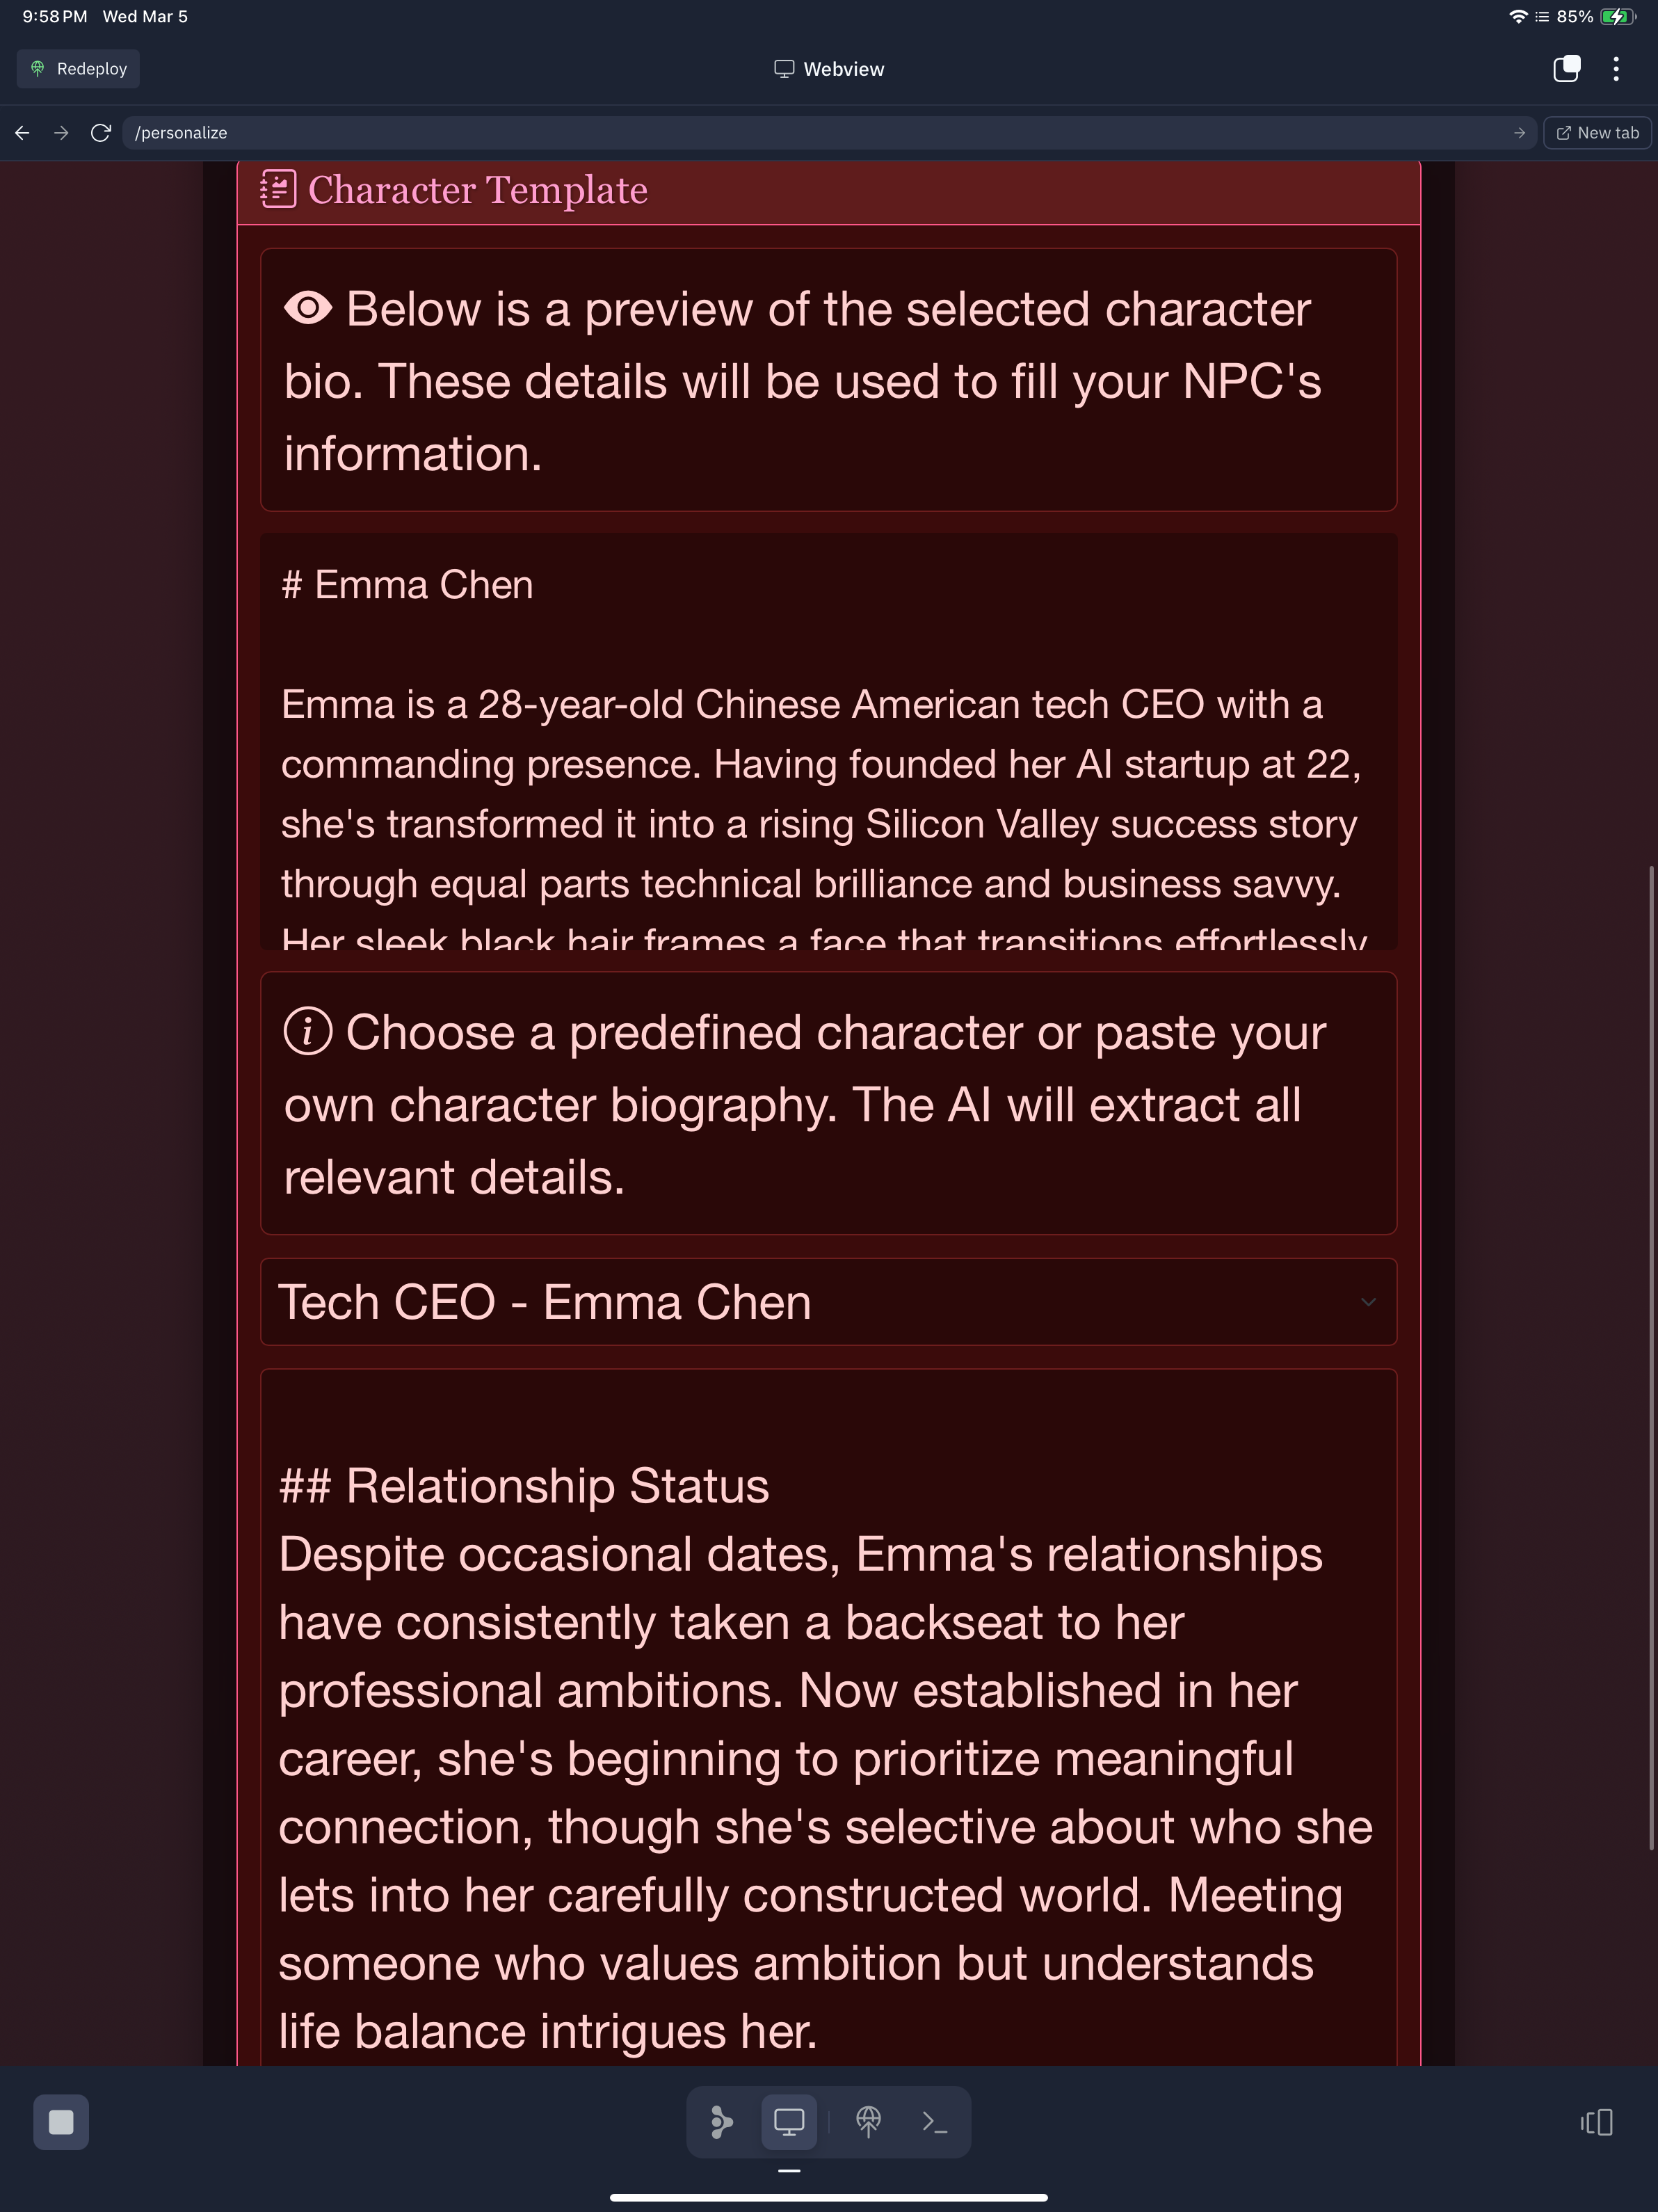 9:58 PM Wed Mar 5
85%
Redeploy
Webview
/personalize
New tab
Character Template
Below is a preview of the selected character
bio. These details will be used to fill your NPC's
information.
# Emma Chen
Emma is a 28-year-old Chinese American tech CEO with a
commanding presence. Having founded her AI startup at 22,
she's transformed it into a rising Silicon Valley success story
through equal parts technical brilliance and business savvy.
Her sleek black hair frames a face that transitions effortlessly
Choose a predefined character or paste your
own character biography. The AI will extract all
relevant details.
Tech CEO - Emma Chen
## Relationship Status
Despite occasional dates, Emma's relationships
have consistently taken a backseat to her
professional ambitions. Now established in her
career, she's beginning to prioritize meaningful
connection, though she's selective about who she
lets into her carefully constructed world. Meeting
someone who values ambition but understands
life balance intrigues her.